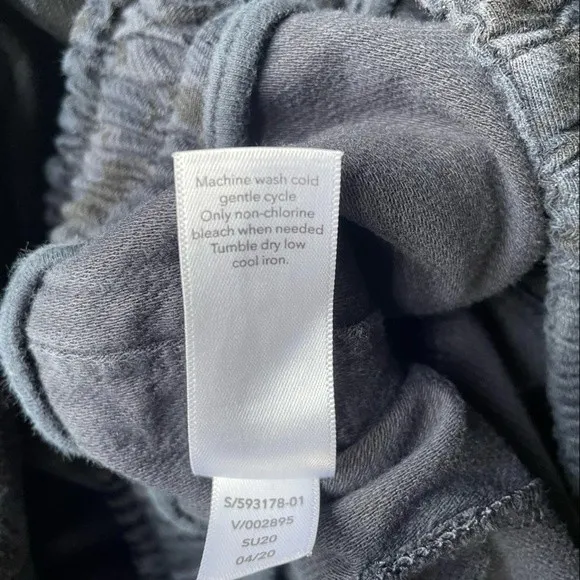 Machine wash cold
gentle cycle
Only non-chlorine
bleach when needed
Tumble dry low
cool iron.
S/593178-01
V/002895
SU20
04/20